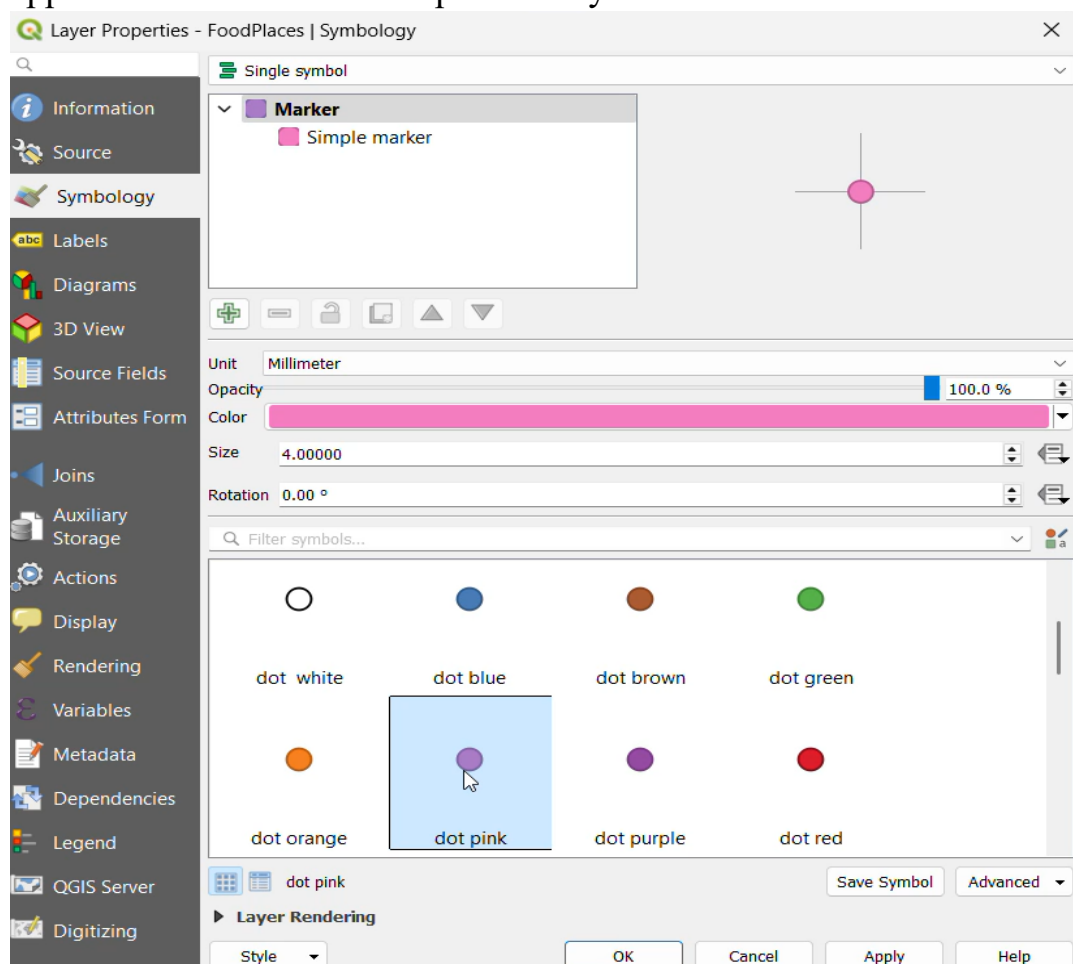 Layer Properties - FoodPlaces | Symbology
Single symbol
Information
Source
Symbology
abc Labels
Diagrams
3D View
Source Fields
Attributes Form
Joins
Auxiliary
Storage
Actions
Display
Rendering
Variables
Metadata
Dependencies
Legend
QGIS Server
Digitizing
Marker
Simple marker
Unit Millimeter
Opacity 100.0 %
Color
Size 4.00000
Rotation 0.00 °
Filter symbols...
a
dot white dot blue dot brown dot green
dot orange dot pink dot purple dot red
dot pink Save Symbol Advanced
Layer Rendering
Style OK Cancel Apply Help